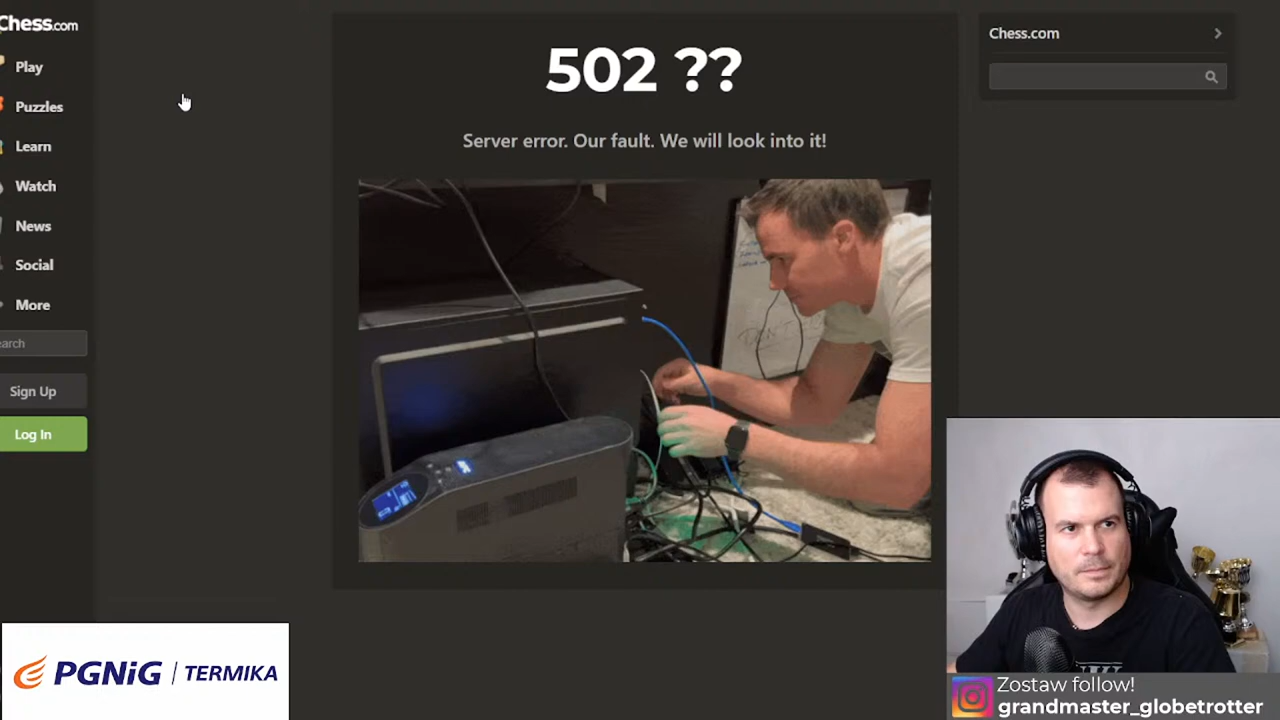 Chess.com
Play
Puzzles
Learn
Watch
News
Social
More
earch
Sign Up
Log In
502 ??
Server error. Our fault. We will look into it!
Chess.com
PGNiG | TERMIKA
Zostaw follow!
grandmaster_globetrotter